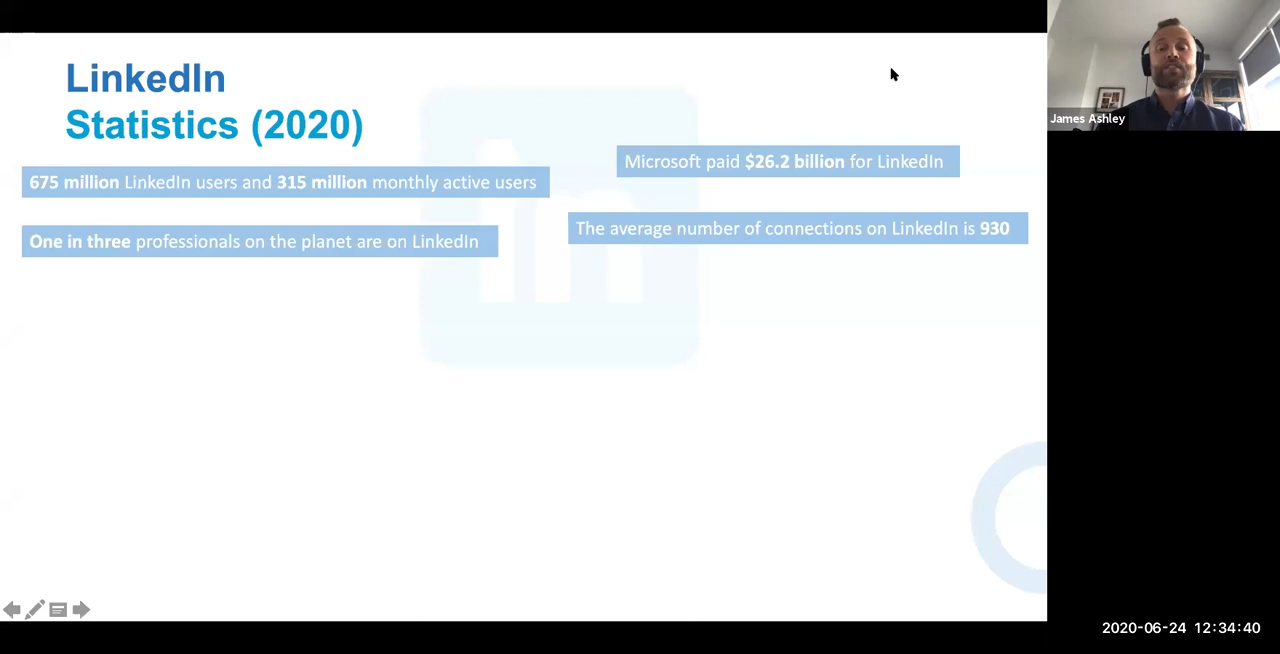 LinkedIn
Statistics (2020)
675 million LinkedIn users and 315 million monthly active users
One in three professionals on the planet are on LinkedIn
Microsoft paid $26.2 billion for LinkedIn
The average number of connections on LinkedIn is 930
in
James Ashley
2020-06-24 12:34:40